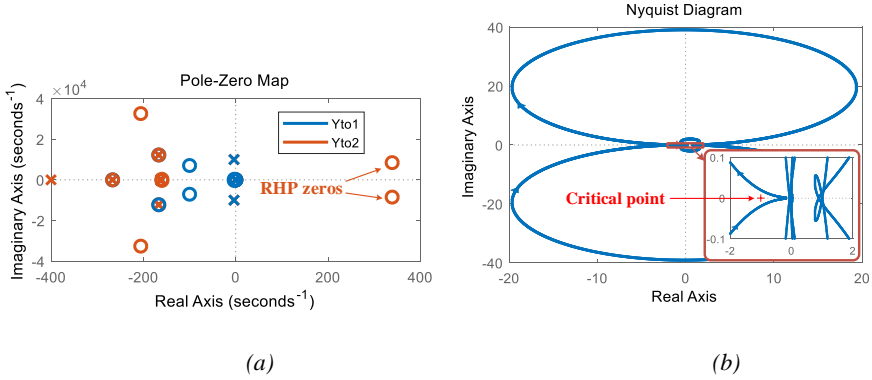 Pole-Zero Map
×10⁴
4
2
0
-2
-4
-400
-200
0
200
400
Imaginary Axis (seconds⁻¹)
Real Axis (seconds⁻¹)
Yto1
Yto2
RHP zeros
(a)
Nyquist Diagram
40
20
0
-20
-40
-20
-10
0
10
20
Imaginary Axis
Real Axis
Critical point
0.1
0
-0.1
-2
0
2
(b)